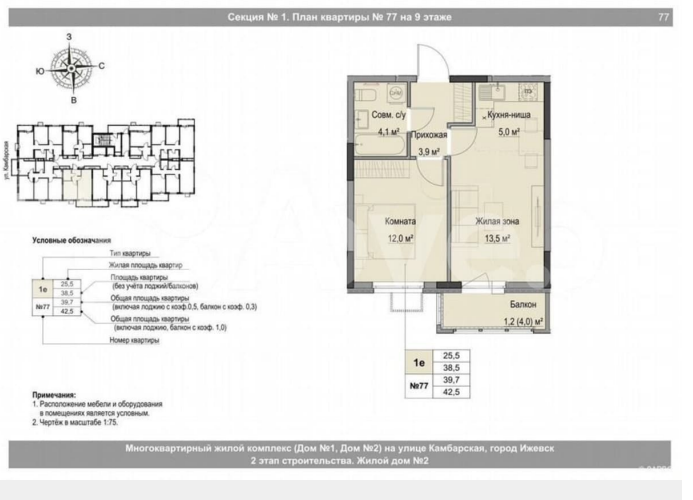 Секция № 1. План квартиры № 77 на 9 этаже
77
З
Ю
С
В
ул. Камбарская
Совм. с/у
4,1 м²
Прихожая
3,9 м²
Кухня-ниша
5,0 м²
Комната
12,0 м²
Жилая зона
13,5 м²
Балкон
1,2 (4,0) м²
Условные обозначания
Тип квартиры
Жилая площадь квартир
Площадь квартиры
(без учёта лоджий/балконов)
Общая площадь квартиры
(включая лоджию с коэф.0,5, балкон с коэф. 0,3)
Общая площадь квартиры
(включая лоджию, балкон с коэф. 1,0)
Номер квартиры
1е
№77
25,5
38,5
39,7
42,5
1е
№77
25,5
38,5
39,7
42,5
Примечания:
1. Расположение мебели и оборудования
в помещениях является условным.
2. Чертёж в масштабе 1:75.
Многоквартирный жилой комплекс (Дом №1, Дом №2) на улице Камбарская, город Ижевск
2 этап строительства. Жилой дом №2